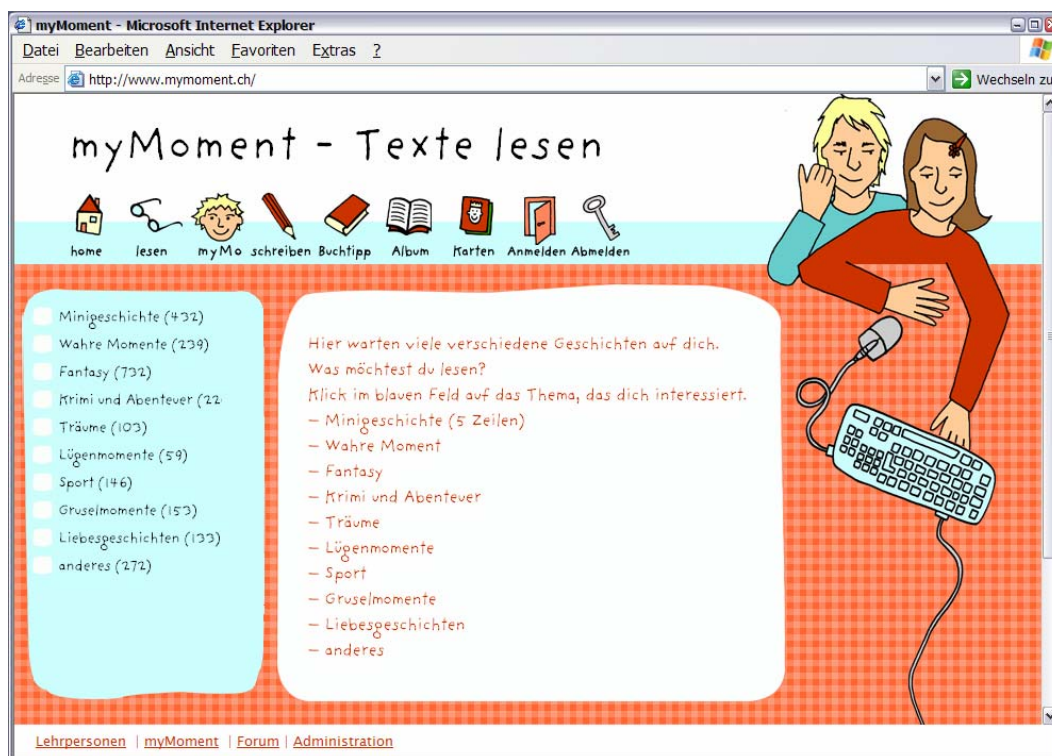 myMoment - Microsoft Internet Explorer
Datei Bearbeiten Ansicht Favoriten Extras ?
Adresse http://www.mymoment.ch/ Wechseln zu
myMoment - Texte lesen
home lesen myMo schreiben Buchtipp Album Karten Anmelden Abmelden
Minigeschichte (432)
Wahre Momente (239)
Fantasy (732)
Krimi und Abenteuer (22
Träume (103)
Lügenmomente (59)
Sport (146)
Gruselmomente (153)
Liebesgeschichten (133)
anderes (272)
Hier warten viele verschiedene Geschichten auf dich.
Was möchtest du lesen?
Klick im blauen Feld auf das Thema, das dich interessiert.
– Minigeschichte (5 Zeilen)
– Wahre Moment
– Fantasy
– Krimi und Abenteuer
– Träume
– Lügenmomente
– Sport
– Gruselmomente
– Liebesgeschichten
– anderes
Lehrpersonen | myMoment | Forum | Administration